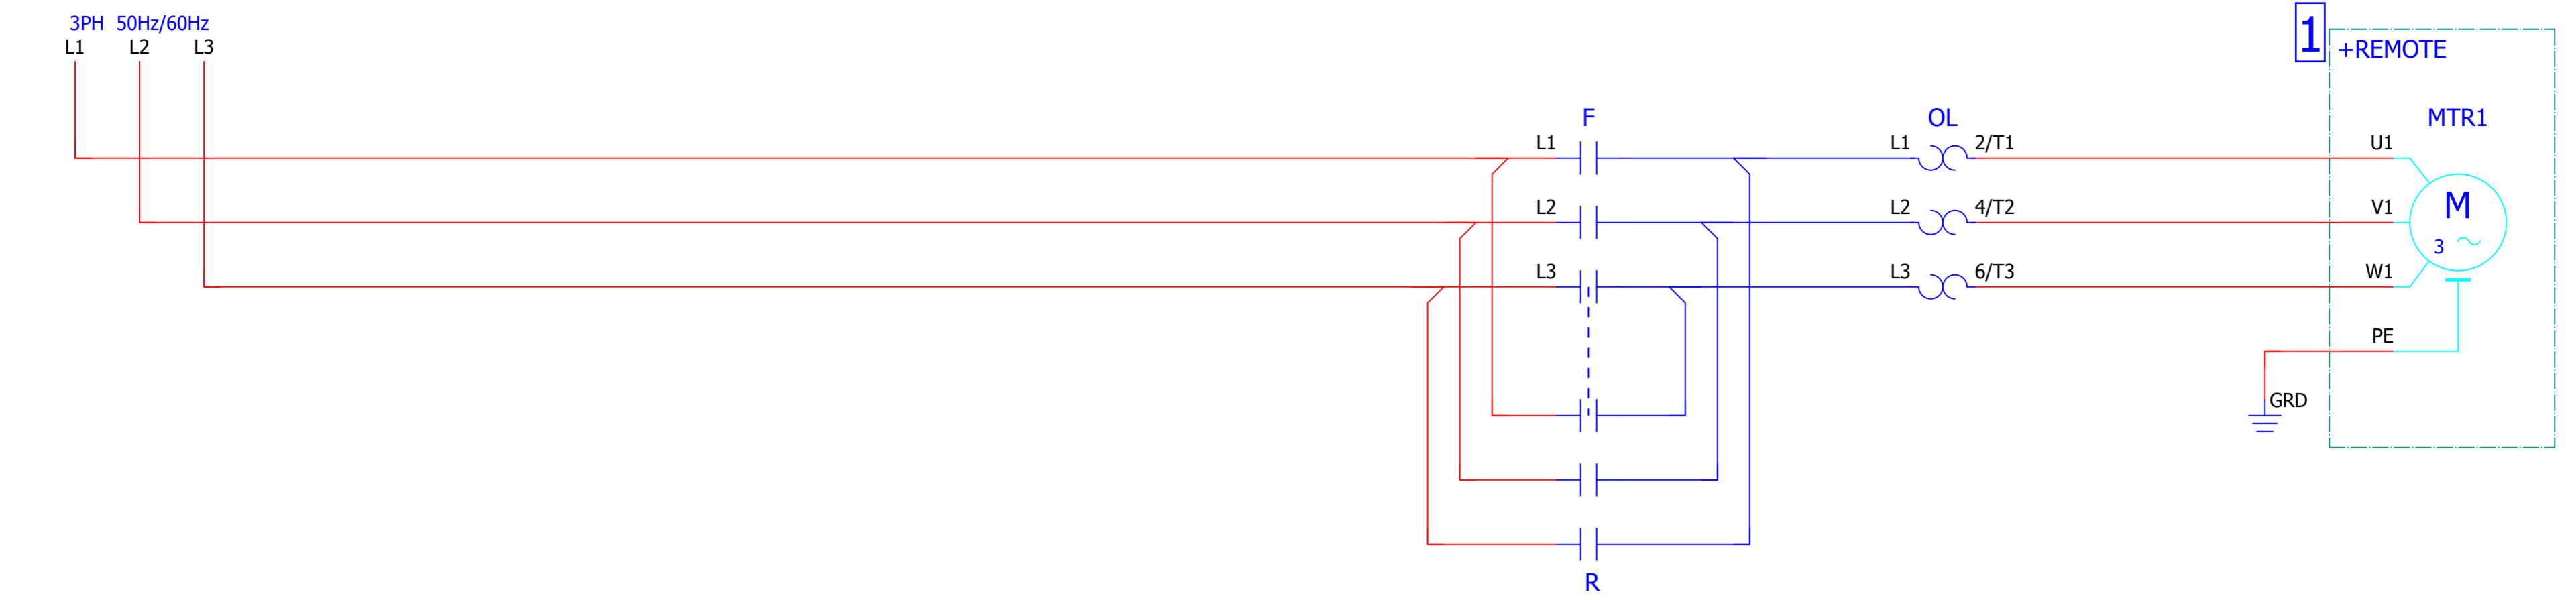 3PH 50Hz/60Hz
L1 L2 L3
1
+REMOTE
F OL MTR1
L1 L1 2/T1 U1
L2 L2 4/T2 V1
M
3
L3 L3 6/T3 W1
PE
GRD
R